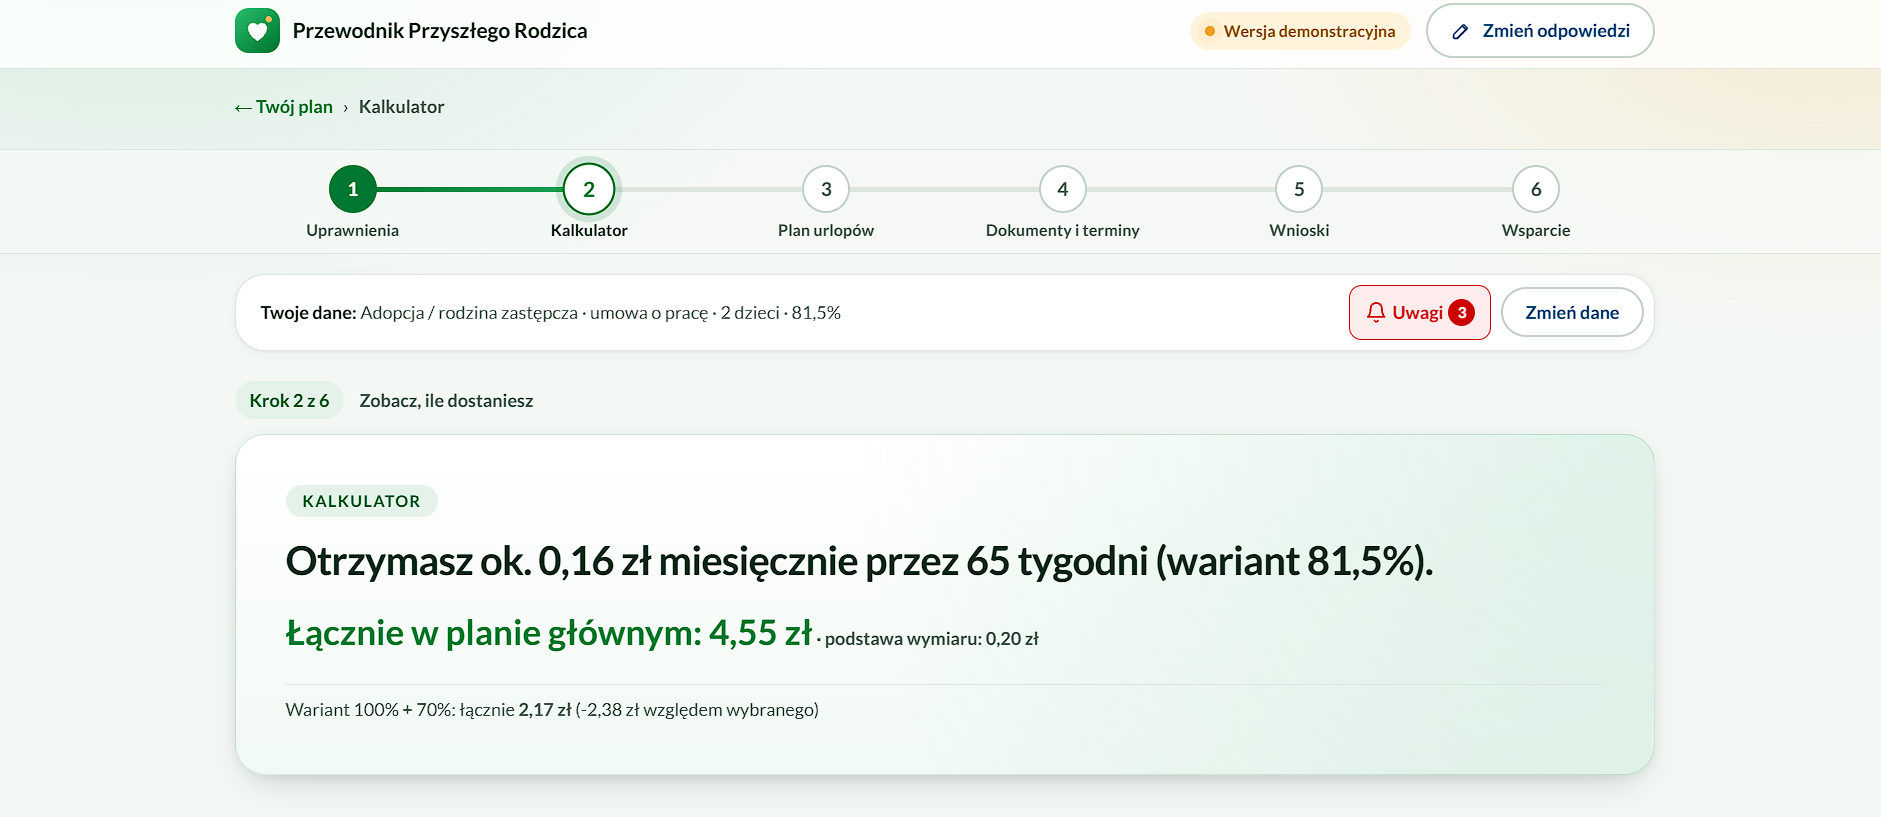 Przewodnik Przyszłego Rodzica
Wersja demonstracyjna
Zmień odpowiedzi
← Twój plan › Kalkulator
1
2
3
4
5
6
Uprawnienia
Kalkulator
Plan urlopów
Dokumenty i terminy
Wnioski
Wsparcie
Twoje dane: Adopcja / rodzina zastępcza · umowa o pracę · 2 dzieci · 81,5%
Uwagi 3
Zmień dane
Krok 2 z 6
Zobacz, ile dostaniesz
KALKULATOR
Otrzymasz ok. 0,16 zł miesięcznie przez 65 tygodni (wariant 81,5%).
Łącznie w planie głównym: 4,55 zł · podstawa wymiaru: 0,20 zł
Wariant 100% + 70%: łącznie 2,17 zł (-2,38 zł względem wybranego)